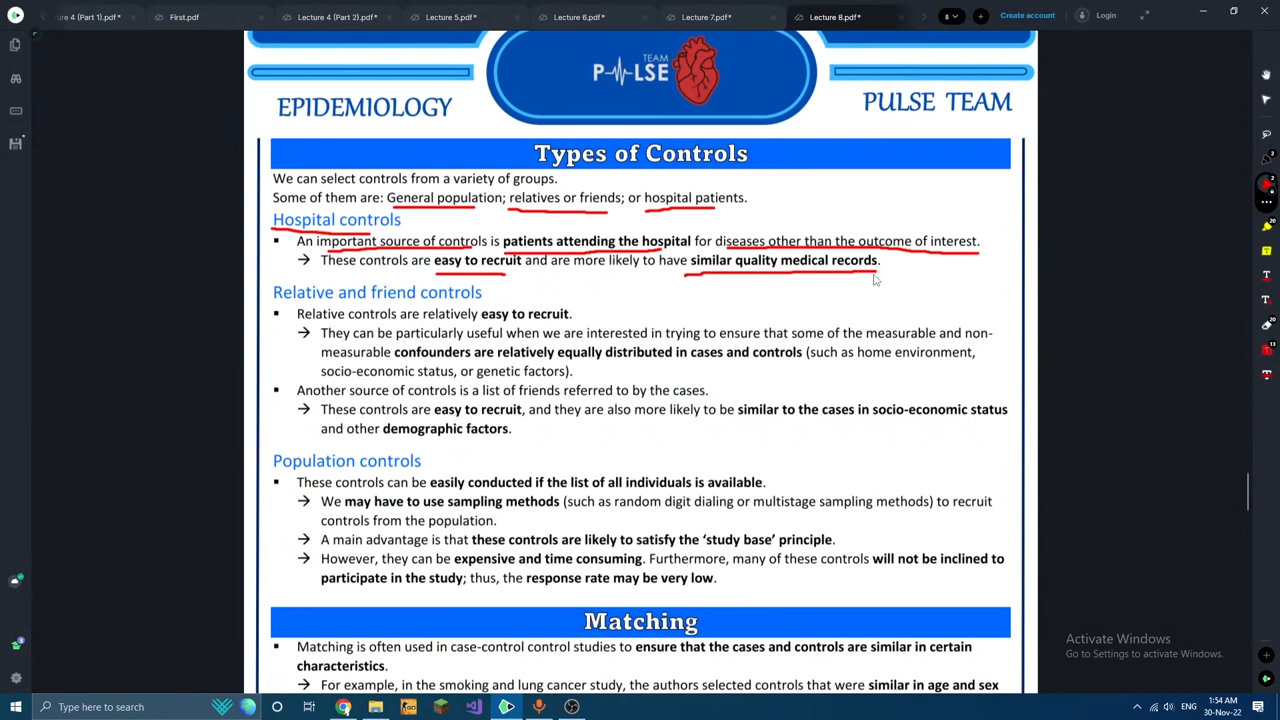 re 4 (Part 1).pdf*
First.pdf
Lecture 4 (Part 2).pdf*
Lecture 5.pdf*
Lecture 6.pdf*
Lecture 7.pdf*
Lecture 8.pdf*
8
Create account
Login
TEAM
P LSE
EPIDEMIOLOGY
PULSE TEAM
Types of Controls
We can select controls from a variety of groups.
Some of them are: General population; relatives or friends; or hospital patients.
Hospital controls
▪ An important source of controls is patients attending the hospital for diseases other than the outcome of interest.
→ These controls are easy to recruit and are more likely to have similar quality medical records.
Relative and friend controls
▪ Relative controls are relatively easy to recruit.
→ They can be particularly useful when we are interested in trying to ensure that some of the measurable and non-
measurable confounders are relatively equally distributed in cases and controls (such as home environment,
socio-economic status, or genetic factors).
▪ Another source of controls is a list of friends referred to by the cases.
→ These controls are easy to recruit, and they are also more likely to be similar to the cases in socio-economic status
and other demographic factors.
Population controls
▪ These controls can be easily conducted if the list of all individuals is available.
→ We may have to use sampling methods (such as random digit dialing or multistage sampling methods) to recruit
controls from the population.
→ A main advantage is that these controls are likely to satisfy the ‘study base’ principle.
→ However, they can be expensive and time consuming. Furthermore, many of these controls will not be inclined to
participate in the study; thus, the response rate may be very low.
Matching
▪ Matching is often used in case-control control studies to ensure that the cases and controls are similar in certain
characteristics.
→ For example, in the smoking and lung cancer study, the authors selected controls that were similar in age and sex
Activate Windows
Go to Settings to activate Windows.
Type here to search
ENG
1:54 AM
30-Nov-22